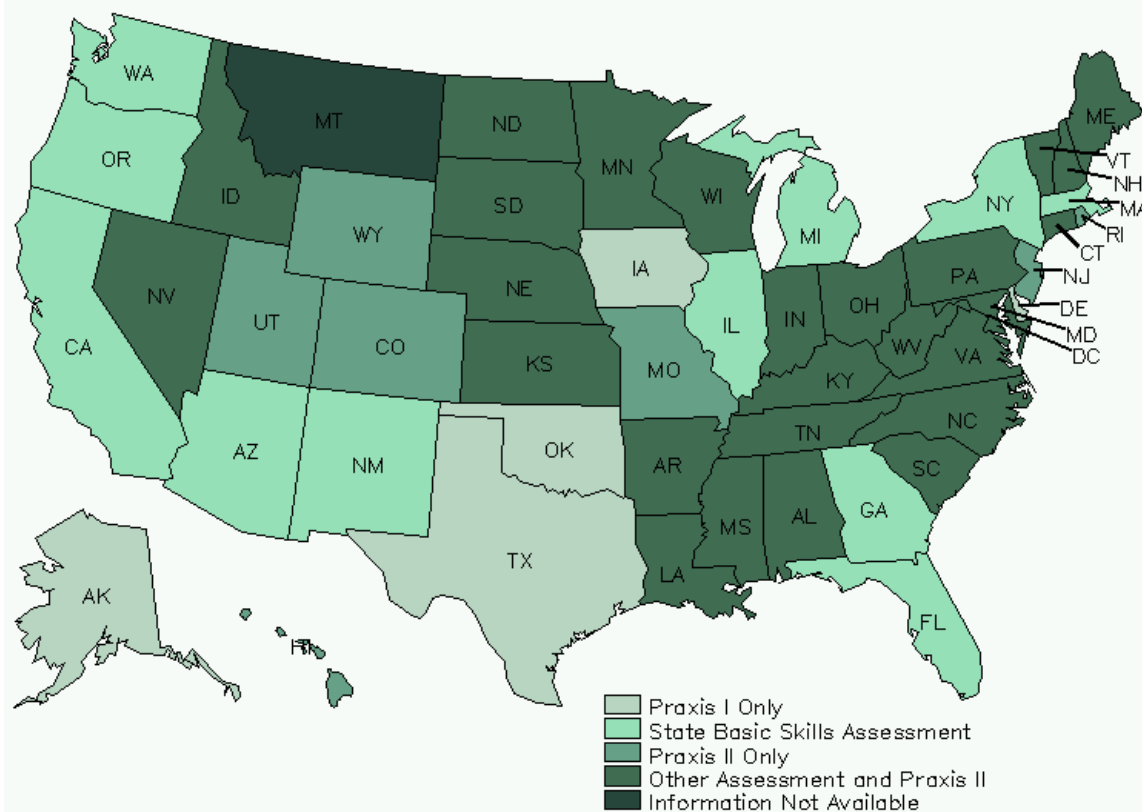 WA
MT
ND
ME
OR
MN
VT
ID
WI
NH
SD
NY
MA
WY
MI
RI
CT
IA
PA
NJ
NE
NV
OH
DE
IL
IN
UT
MD
CA
CO
WV
VA
DC
KS
MO
KY
NC
TN
AZ
OK
NM
AR
SC
GA
MS
AL
TX
LA
AK
FL
HI
Praxis I Only
State Basic Skills Assessment
Praxis II Only
Other Assessment and Praxis II
Information Not Available